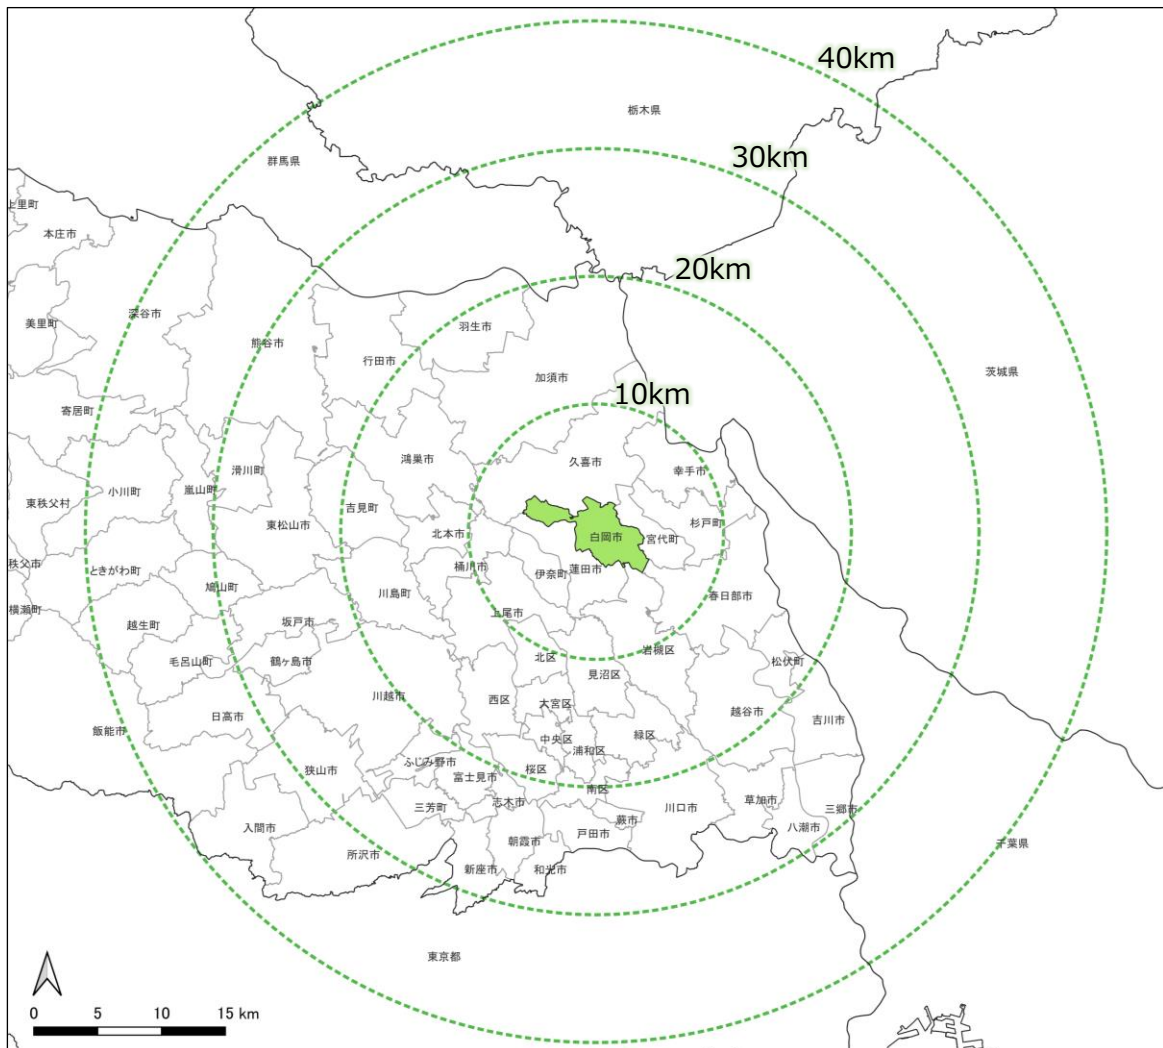 40km
栃木県
30km
群馬県
上里町
本庄市
20km
深谷市
美里町
羽生市
熊谷市
行田市
茨城県
加須市
10km
寄居町
鴻巣市
久喜市
滑川町
幸手市
小川町
嵐山町
東秩父村
吉見町
東松山市
杉戸町
北本市
白岡市
宮代町
秩父市
ときがわ町
桶川市
伊奈町
蓮田市
鳩山町
川島町
春日部市
横瀬町
上尾市
越生町
坂戸市
岩槻区
毛呂山町
鶴ヶ島市
北区
松伏町
見沼区
川越市
西区
大宮区
日高市
越谷市
吉川市
飯能市
中央区
緑区
浦和区
ふじみ野市
狭山市
桜区
富士見市
南区
志木市
草加市
三芳町
川口市
三郷市
蕨市
入間市
八潮市
戸田市
朝霞市
千葉県
所沢市
新座市
和光市
東京都
0 5 10 15 km